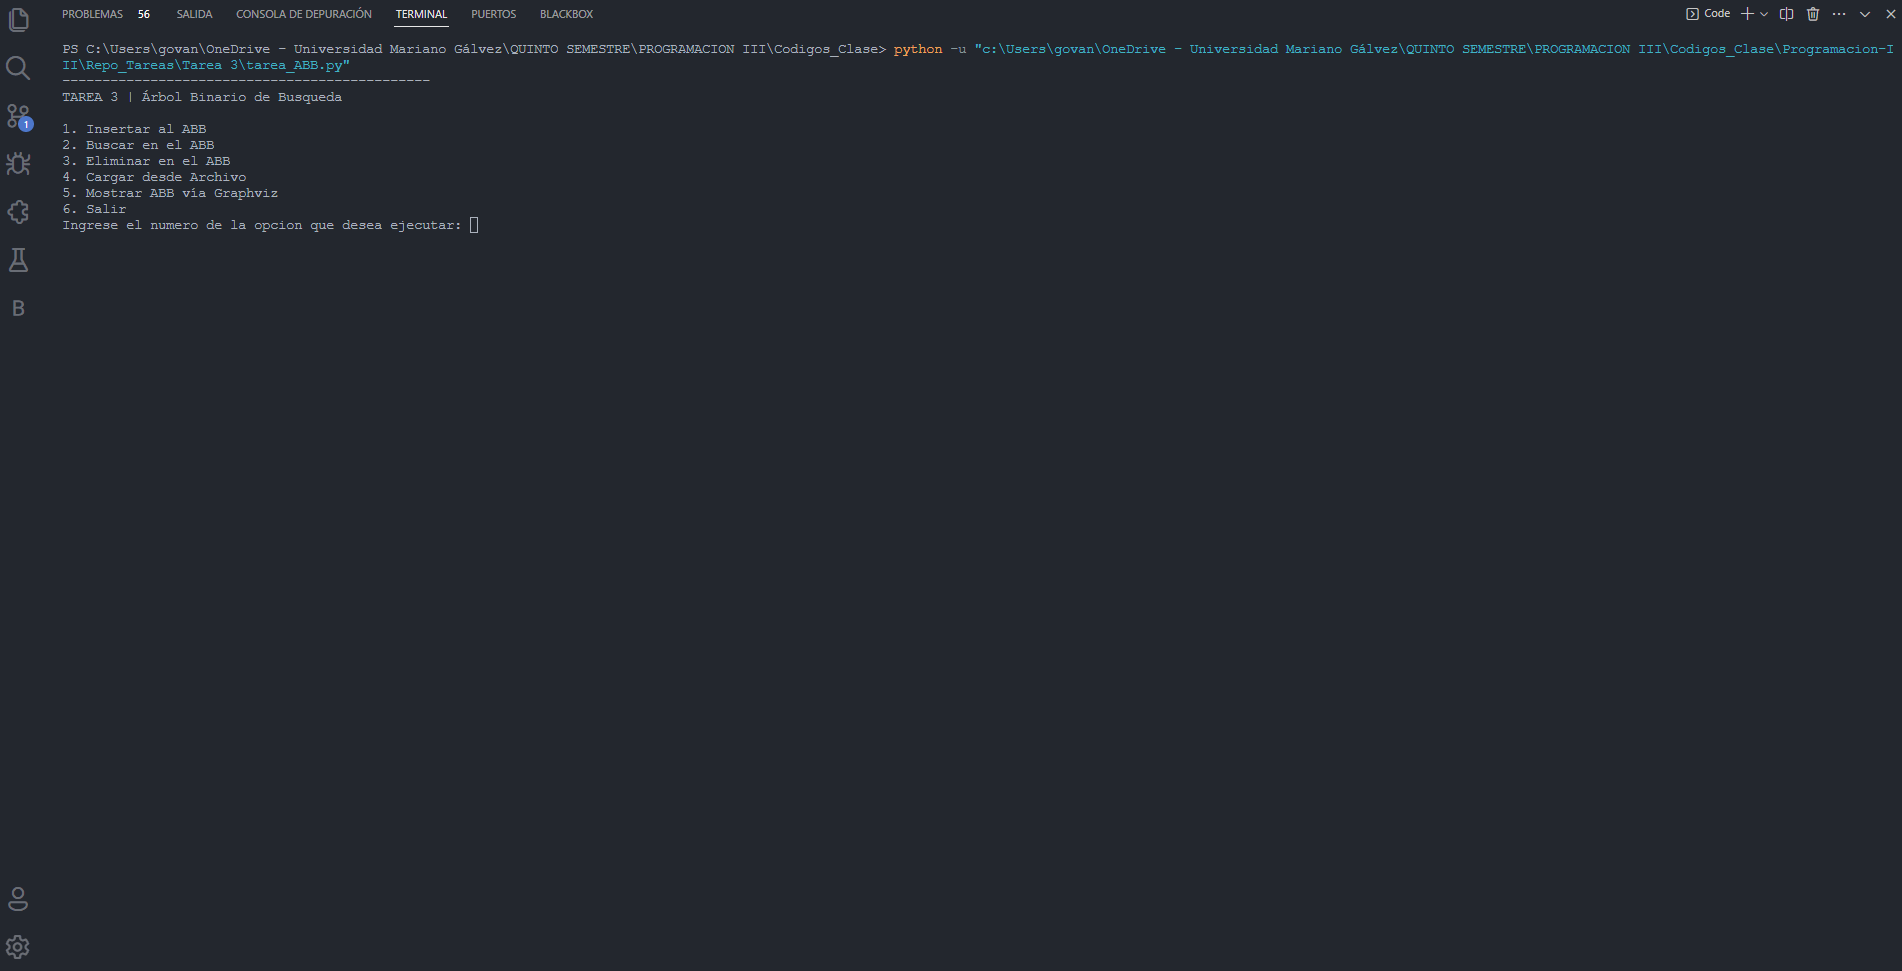 PROBLEMAS 56 SALIDA CONSOLA DE DEPURACIÓN TERMINAL PUERTOS BLACKBOX Code
PS C:\Users\govan\OneDrive - Universidad Mariano Gálvez\QUINTO SEMESTRE\PROGRAMACION III\Codigos_Clase> python -u "c:\Users\govan\OneDrive - Universidad Mariano Gálvez\QUINTO SEMESTRE\PROGRAMACION III\Codigos_Clase\Programacion-I
II\Repo_Tareas\Tarea 3\tarea_ABB.py"
----------------------------------------------
TAREA 3 | Árbol Binario de Busqueda
1. Insertar al ABB
2. Buscar en el ABB
3. Eliminar en el ABB
4. Cargar desde Archivo
5. Mostrar ABB vía Graphviz
6. Salir
Ingrese el numero de la opcion que desea ejecutar:
1
B